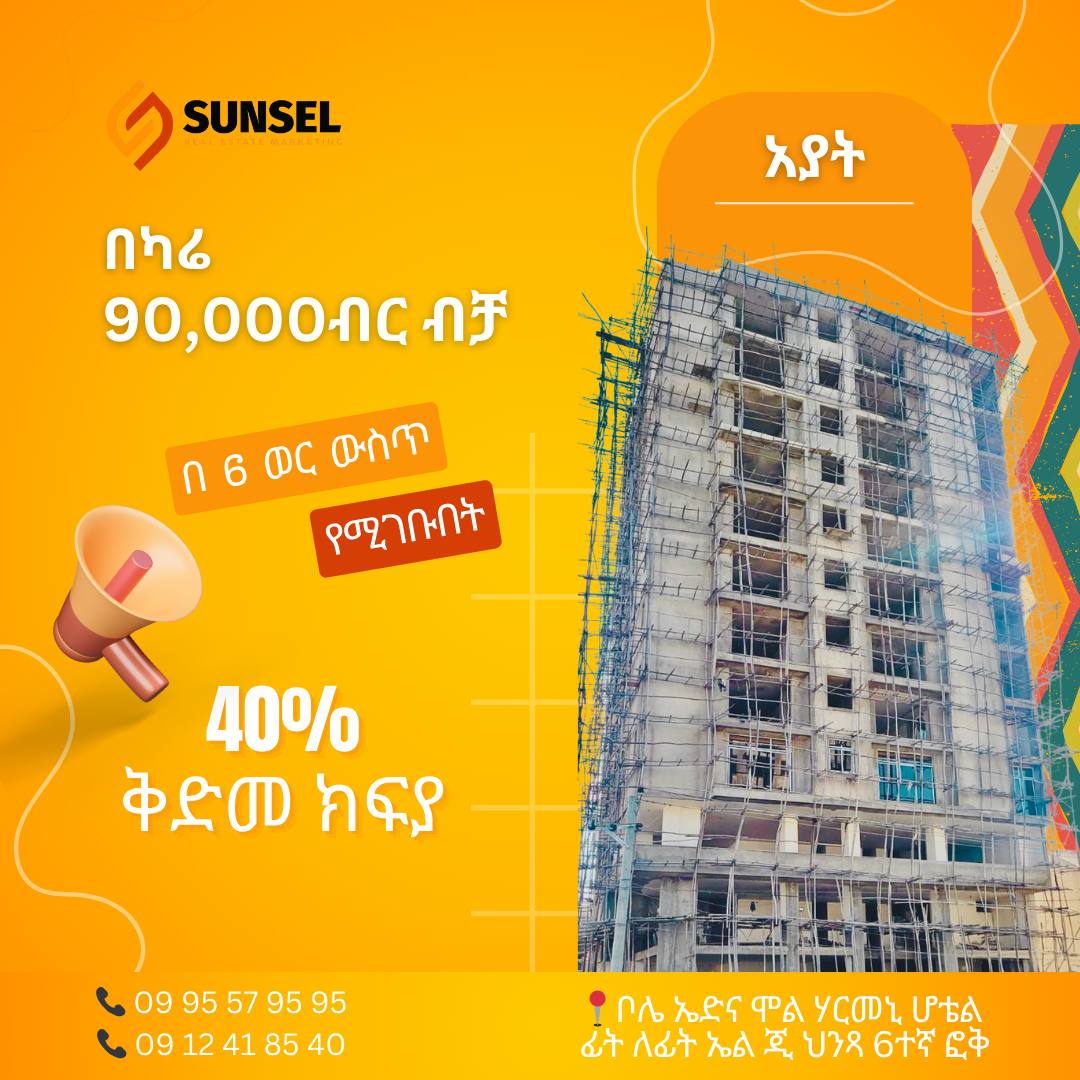 SUNSEL
REAL ESTATE MARKETING
አያት
በካሬ
90,000ብር ብቻ
በ 6 ወር ውስጥ
የሚገቡበት
40%
ቅድመ ክፍያ
09 95 57 95 95
09 12 41 85 40
ቦሌ ኤድና ሞል ሃርመኒ ሆቴል
ፊት ለፊት ኤል ጂ ህንጻ 6ተኛ ፎቅ